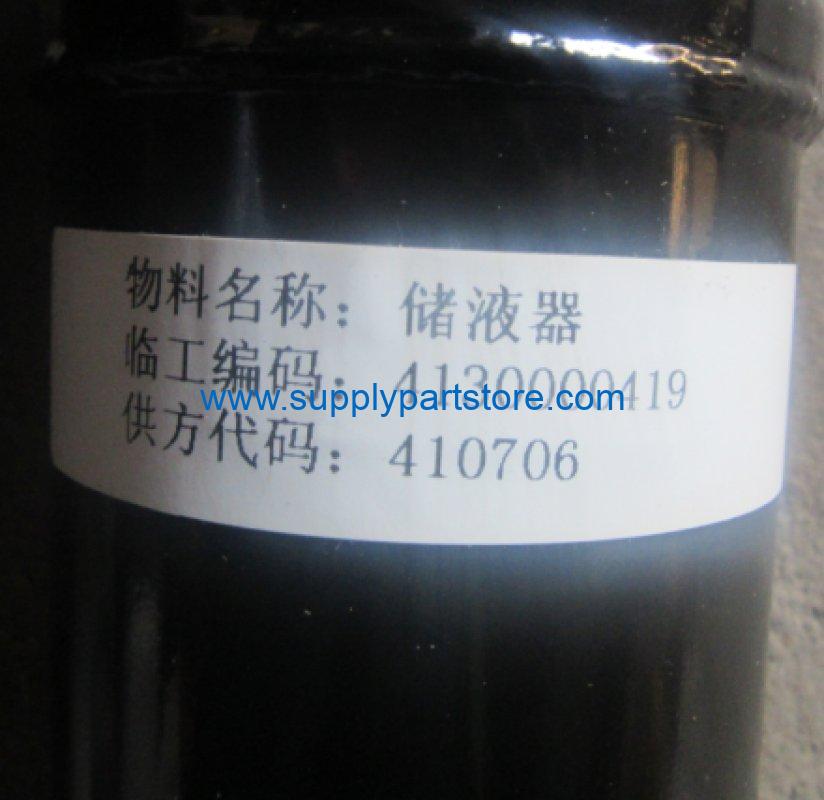 物料名称：储液器
临工编码：4130000419
www.supplypartstore.com
供方代码：410706